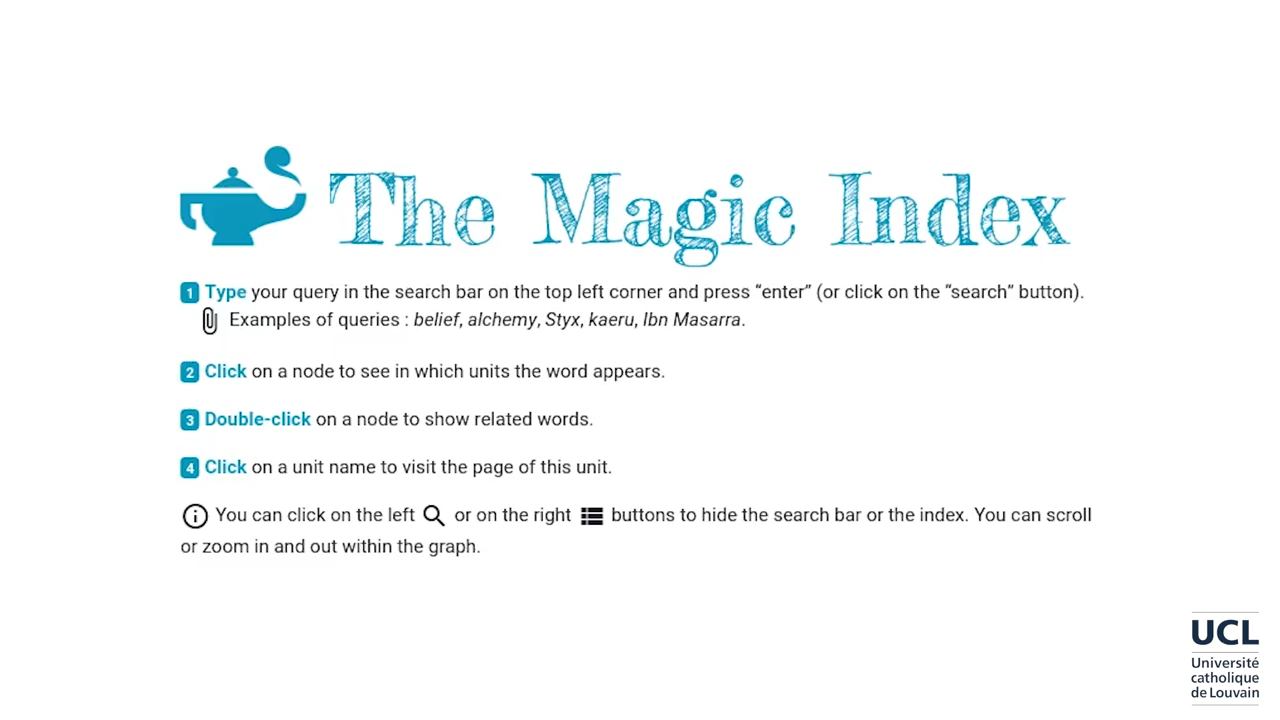 The Magic Index
1 Type your query in the search bar on the top left corner and press “enter” (or click on the “search” button).
Examples of queries : belief, alchemy, Styx, kaeru, Ibn Masarra.
2 Click on a node to see in which units the word appears.
3 Double-click on a node to show related words.
4 Click on a unit name to visit the page of this unit.
You can click on the left or on the right buttons to hide the search bar or the index. You can scroll
or zoom in and out within the graph.
UCL
Université
catholique
de Louvain